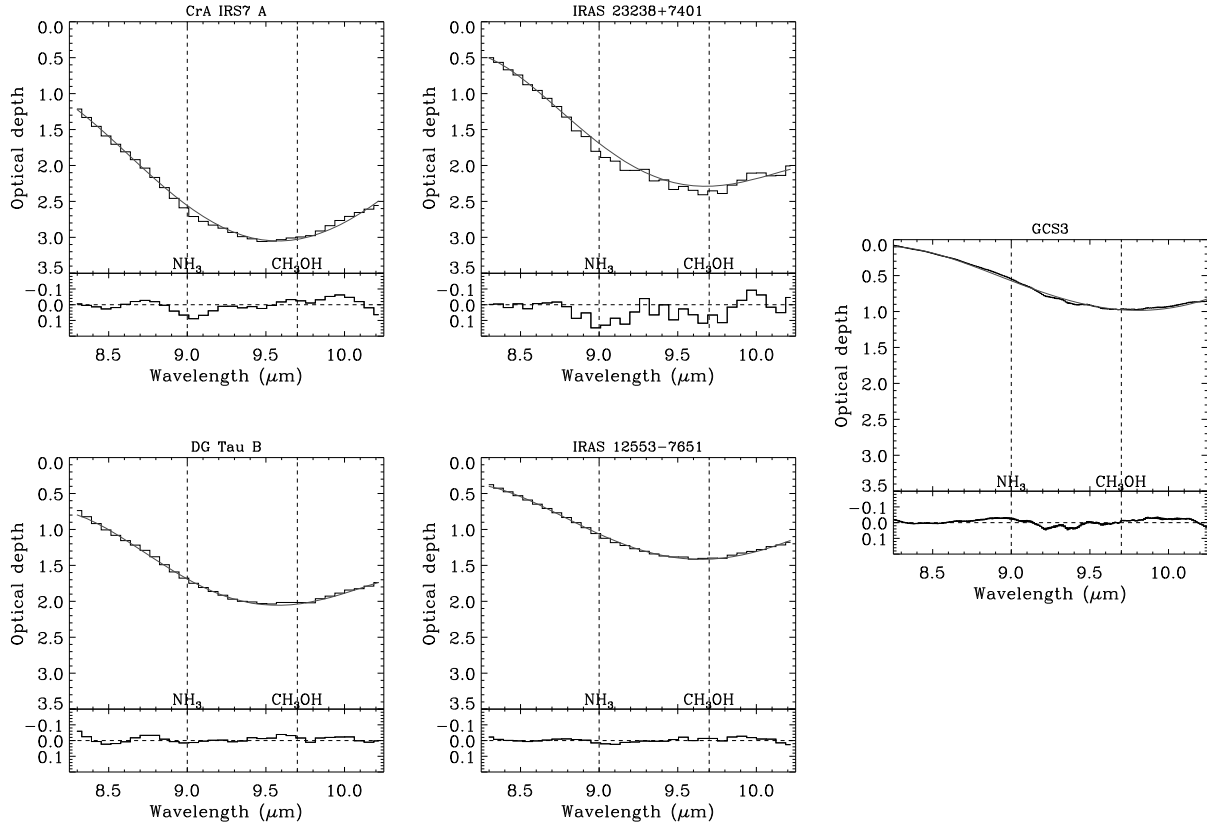 CrA IRS7 A
Optical depth
0.0
0.5
1.0
1.5
2.0
2.5
3.0
3.5
NH₃ CH₃OH
−0.1
0.0
0.1
8.5 9.0 9.5 10.0
Wavelength (μm)
IRAS 23238+7401
Optical depth
0.0
0.5
1.0
1.5
2.0
2.5
3.0
3.5
NH₃ CH₃OH
−0.1
0.0
0.1
8.5 9.0 9.5 10.0
Wavelength (μm)
GCS3
Optical depth
0.0
0.5
1.0
1.5
2.0
2.5
3.0
3.5
NH₃ CH₃OH
−0.1
0.0
0.1
8.5 9.0 9.5 10.0
Wavelength (μm)
DG Tau B
Optical depth
0.0
0.5
1.0
1.5
2.0
2.5
3.0
3.5
NH₃ CH₃OH
−0.1
0.0
0.1
8.5 9.0 9.5 10.0
Wavelength (μm)
IRAS 12553−7651
Optical depth
0.0
0.5
1.0
1.5
2.0
2.5
3.0
3.5
NH₃ CH₃OH
−0.1
0.0
0.1
8.5 9.0 9.5 10.0
Wavelength (μm)